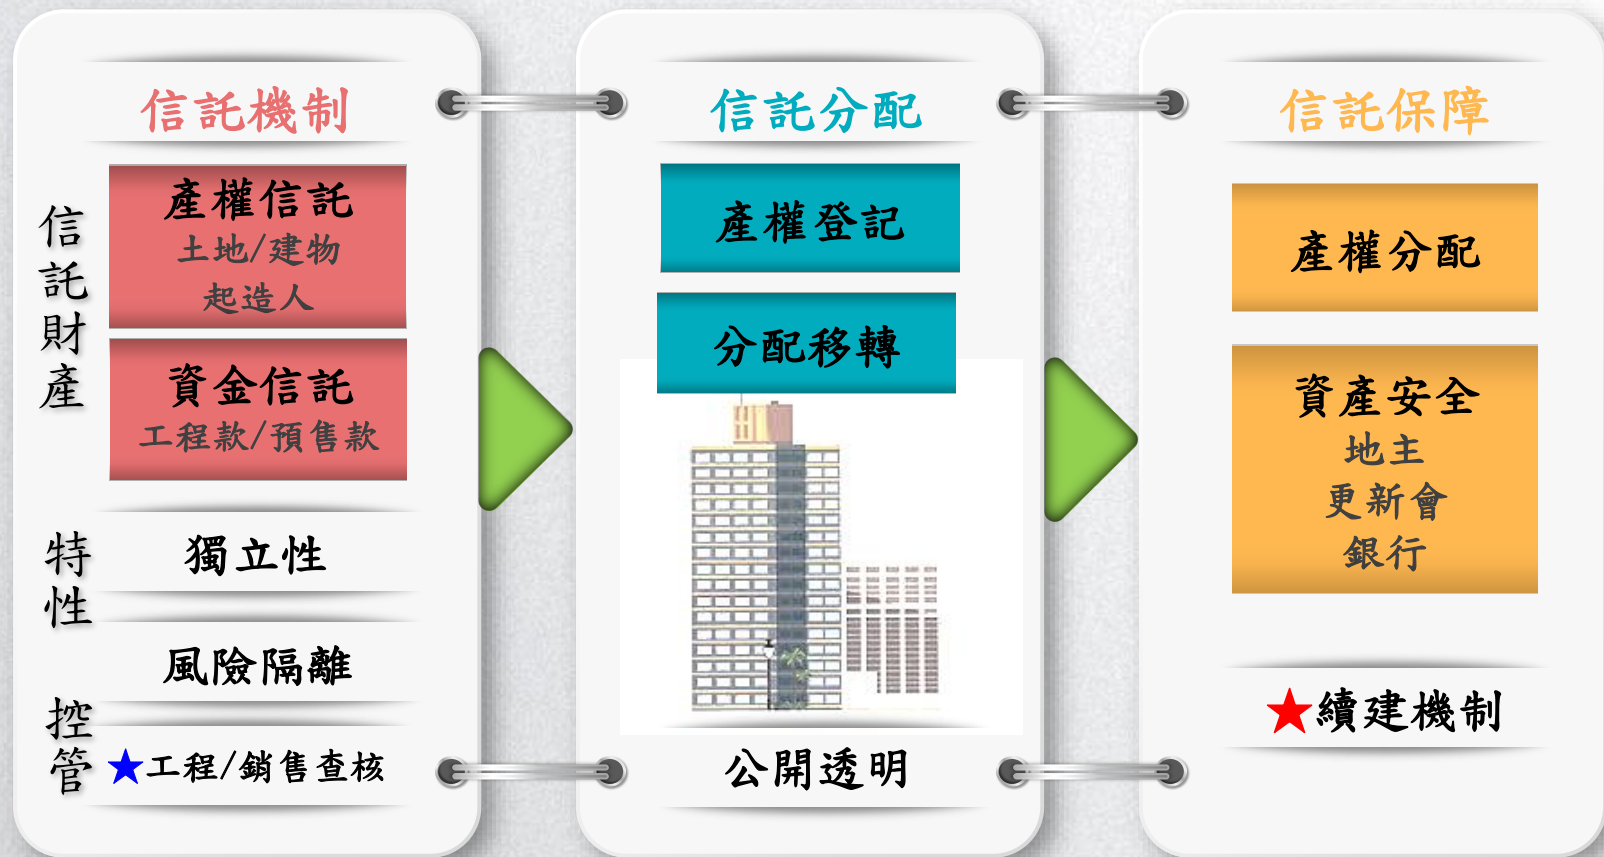 信託機制
信託財產
產權信託
土地/建物
起造人
資金信託
工程款/預售款
特性
獨立性
風險隔離
控管
★工程/銷售查核
信託分配
產權登記
分配移轉
公開透明
信託保障
產權分配
資產安全
地主
更新會
銀行
★續建機制